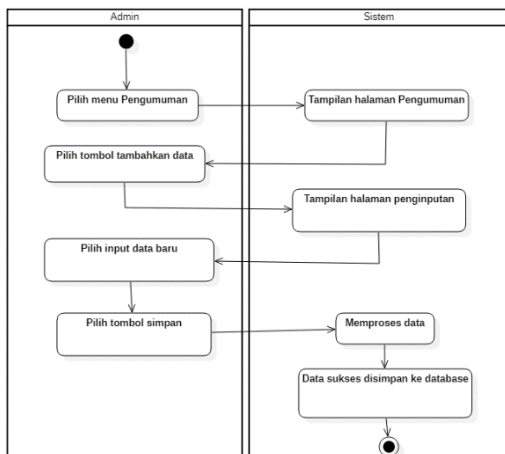 Admin
Sistem
Pilih menu Pengumuman
Tampilan halaman Pengumuman
Pilih tombol tambahkan data
Tampilan halaman penginputan
Pilih input data baru
Pilih tombol simpan
Memproses data
Data sukses disimpan ke database